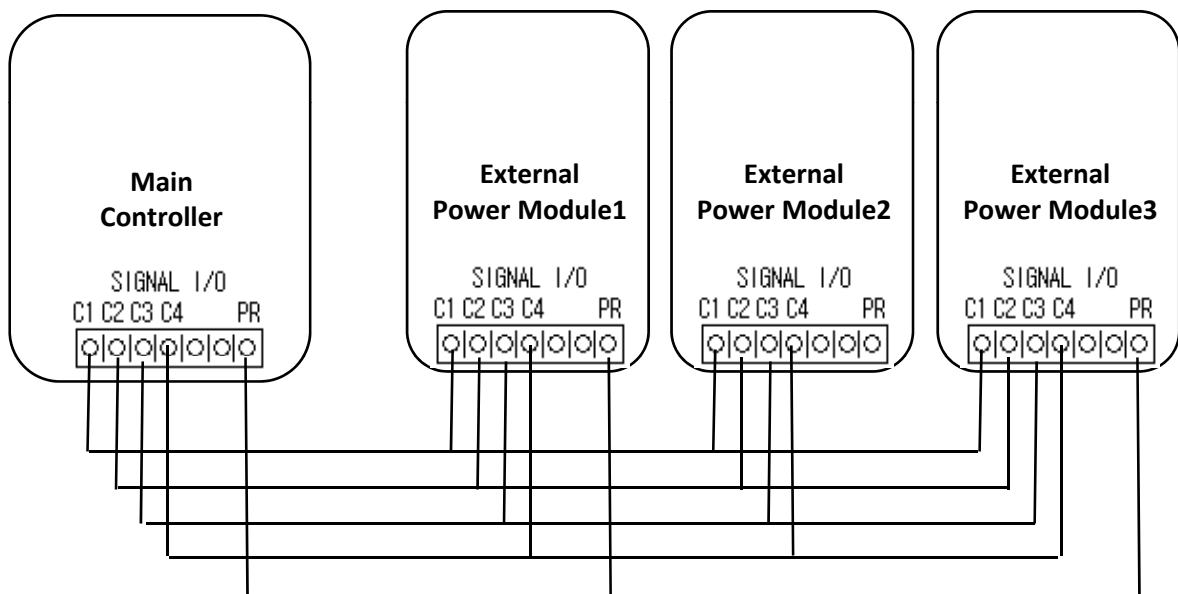 Main
Controller
SIGNAL I/O
C1 C2 C3 C4 PR
External
Power Module1
SIGNAL I/O
C1 C2 C3 C4 PR
External
Power Module2
SIGNAL I/O
C1 C2 C3 C4 PR
External
Power Module3
SIGNAL I/O
C1 C2 C3 C4 PR